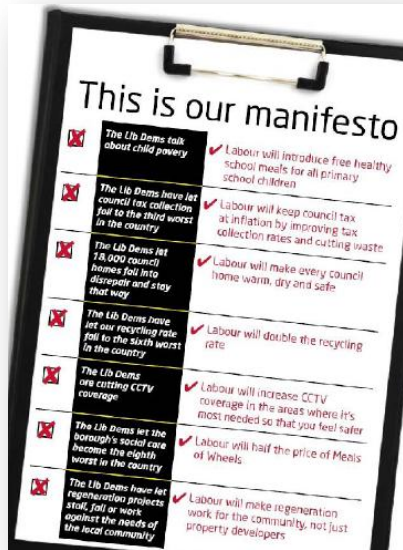 This is our manifesto
The Lib Dems talk
about child povery
✓ Labour will introduce free healthy
school meals for all primary
school children
The Lib Dems have let
council tax collection
fall to the third worst
in the country
✓ Labour will keep council tax
at inflation by improving tax
collection rates and cutting waste
The Lib Dems let
18,000 council
homes fall into
disrepair and stay
that way
✓ Labour will make every council
home warm, dry and safe
The Lib Dems have
let our recycling rate
fall to the sixth worst
in the country
✓ Labour will double the recycling
rate
The Lib Dems
are cutting CCTV
coverage
✓ Labour will increase CCTV
coverage in the areas where it's
most needed so that you feel safer
The Lib Dems let the
borough's social care
become the eighth
worst in the country
✓ Labour will half the price of Meals
of Wheels
The Lib Dems have let
regeneration projects
stall, fail or work
against the needs of
the local community
✓ Labour will make regeneration
work for the community, not just
property developers